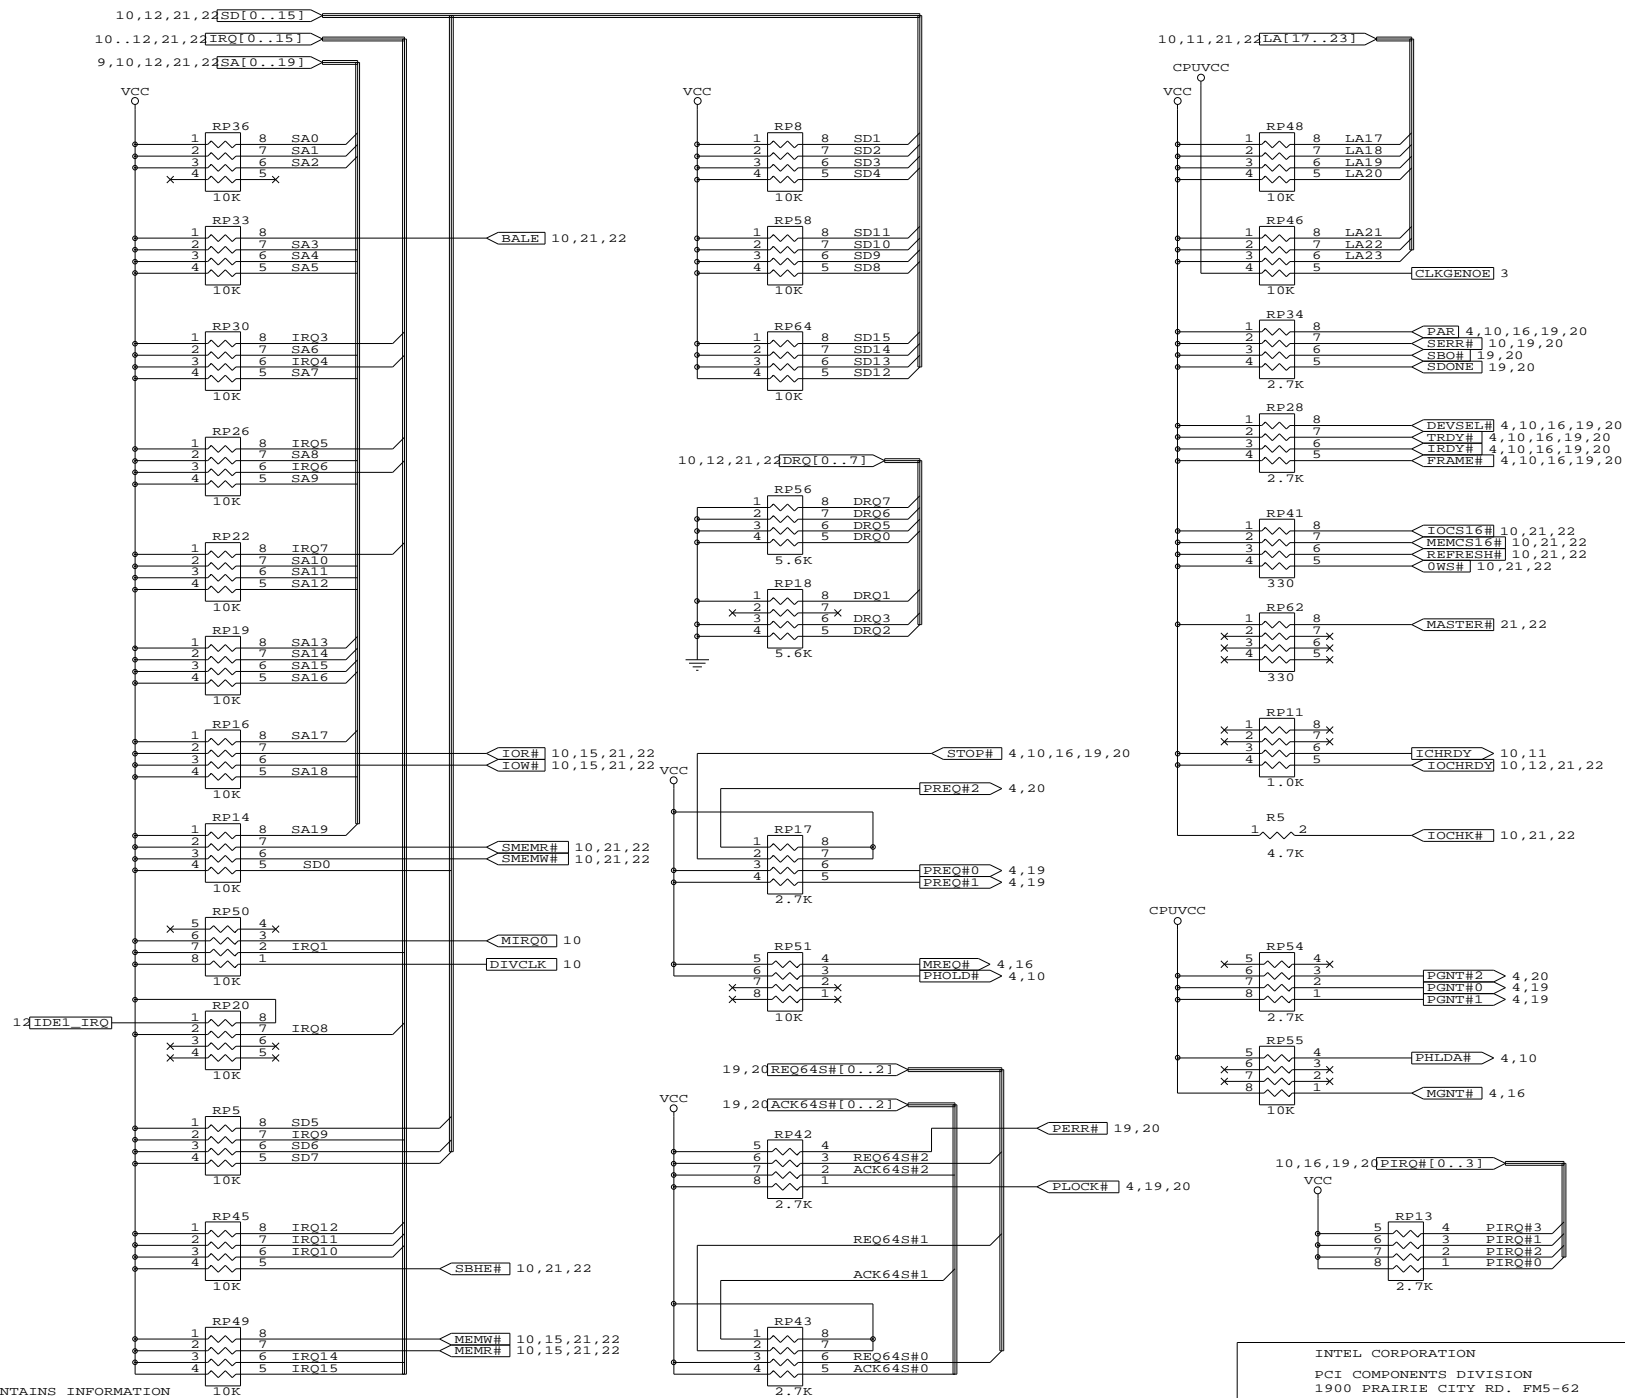 10,12,21,22 SD[0..15]
10..12,21,22 IRQ[0..15]
9,10,12,21,22 SA[0..19]
VCC
RP36
1 8 SA0
2 7 SA1
3 6 SA2
4 5
10K
RP33
1 8 BALE 10,21,22
2 7 SA3
3 6 SA4
4 5 SA5
10K
RP30
1 8 IRQ3
2 7 SA6
3 6 IRQ4
4 5 SA7
10K
RP26
1 8 IRQ5
2 7 SA8
3 6 IRQ6
4 5 SA9
10K
RP22
1 8 IRQ7
2 7 SA10
3 6 SA11
4 5 SA12
10K
RP19
1 8 SA13
2 7 SA14
3 6 SA15
4 5 SA16
10K
RP16
1 8 SA17
2 7 IOR# 10,15,21,22
3 6 IOW# 10,15,21,22
4 5 SA18
10K
RP14
1 8 SA19
2 7 SMEMR# 10,21,22
3 6 SMEMW# 10,21,22
4 5 SD0
10K
RP50
5 4
6 3 MIRQ0 10
7 2 IRQ1
8 1 DIVCLK 10
10K
RP20
12 IDE1_IRQ 1 8
2 7 IRQ8
3 6
4 5
10K
RP5
1 8 SD5
2 7 IRQ9
3 6 SD6
4 5 SD7
10K
RP45
1 8 IRQ12
2 7 IRQ11
3 6 IRQ10
4 5 SBHE# 10,21,22
10K
RP49
1 8 MEMW# 10,15,21,22
2 7 MEMR# 10,15,21,22
3 6 IRQ14
4 5 IRQ15
10K
NTAINS INFORMATION
VCC
RP8
1 8 SD1
2 7 SD2
3 6 SD3
4 5 SD4
10K
RP58
1 8 SD11
2 7 SD10
3 6 SD9
4 5 SD8
10K
RP64
1 8 SD15
2 7 SD14
3 6 SD13
4 5 SD12
10K
10,12,21,22 DRQ[0..7]
RP56
1 8 DRQ7
2 7 DRQ6
3 6 DRQ5
4 5 DRQ0
5.6K
RP18
1 8 DRQ1
2 7
3 6 DRQ3
4 5 DRQ2
5.6K
STOP# 4,10,16,19,20
VCC
PREQ#2 4,20
RP17
1 8
2 7
3 6 PREQ#0 4,19
4 5 PREQ#1 4,19
2.7K
RP51
5 4 MREQ# 4,16
6 3 PHOLD# 4,10
7 2
8 1
10K
19,20 REQ64S#[0..2]
VCC
19,20 ACK64S#[0..2]
PERR# 19,20
RP42
5 4
6 3 REQ64S#2
7 2 ACK64S#2
8 1 PLOCK# 4,19,20
2.7K
REQ64S#1
ACK64S#1
RP43
1 8
2 7
3 6 REQ64S#0
4 5 ACK64S#0
2.7K
10,11,21,22 LA[17..23]
CPUVCC
VCC
RP48
1 8 LA17
2 7 LA18
3 6 LA19
4 5 LA20
10K
RP46
1 8 LA21
2 7 LA22
3 6 LA23
4 5 CLKGENOE 3
10K
RP34
1 8 PAR 4,10,16,19,20
2 7 SERR# 10,19,20
3 6 SBO# 19,20
4 5 SDONE 19,20
2.7K
RP28
1 8 DEVSEL# 4,10,16,19,20
2 7 TRDY# 4,10,16,19,20
3 6 IRDY# 4,10,16,19,20
4 5 FRAME# 4,10,16,19,20
2.7K
RP41
1 8 IOCS16# 10,21,22
2 7 MEMCS16# 10,21,22
3 6 REFRESH# 10,21,22
4 5 0WS# 10,21,22
330
RP62
1 8 MASTER# 21,22
2 7
3 6
4 5
330
RP11
1 8
2 7
3 6 ICHRDY 10,11
4 5 IOCHRDY 10,12,21,22
1.0K
R5
1 2 IOCHK# 10,21,22
4.7K
CPUVCC
RP54
5 4
6 3 PGNT#2 4,20
7 2 PGNT#0 4,19
8 1 PGNT#1 4,19
2.7K
RP55
5 4 PHLDA# 4,10
6 3
7 2
8 1 MGNT# 4,16
10K
10,16,19,20 PIRQ#[0..3]
VCC
RP13
5 4 PIRQ#3
6 3 PIRQ#1
7 2 PIRQ#2
8 1 PIRQ#0
2.7K
INTEL CORPORATION
PCI COMPONENTS DIVISION
1900 PRAIRIE CITY RD. FM5-62